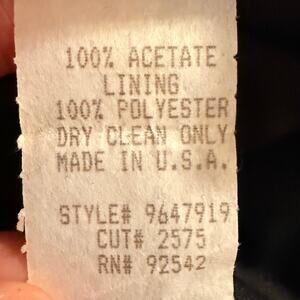 100% ACETATE
LINING
100% POLYESTER
DRY CLEAN ONLY
MADE IN U.S.A.
STYLE# 9647919
CUT# 2575
RN# 92542